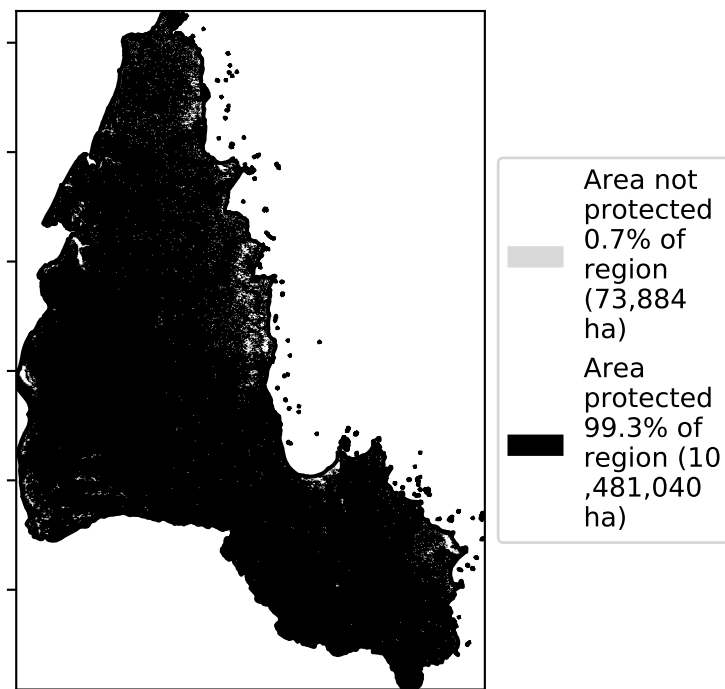 Area not
protected
0.7% of
region
(73,884
ha)
Area
protected
99.3% of
region (10
,481,040
ha)